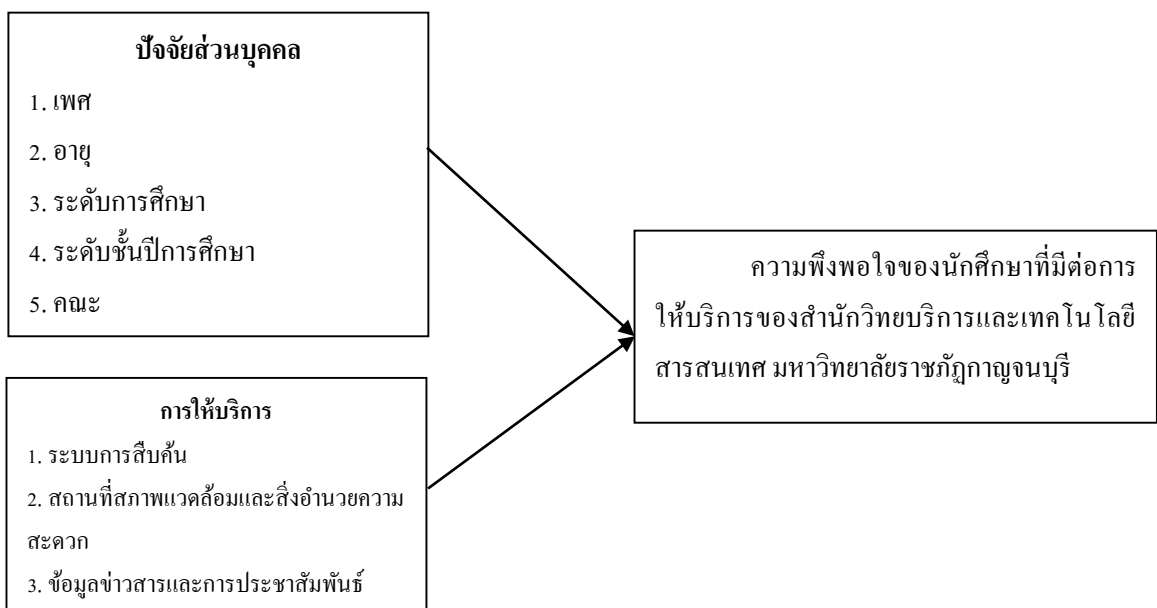 ปัจจัยส่วนบุคคล
1. เพศ
2. อายุ
3. ระดับการศึกษา
4. ระดับชั้นปีการศึกษา
5. คณะ
การให้บริการ
1. ระบบการสืบค้น
2. สถานที่สภาพแวดล้อมและสิ่งอำนวยความ
สะดวก
3. ข้อมูลข่าวสารและการประชาสัมพันธ์
ความพึงพอใจของนักศึกษาที่มีต่อการ
ให้บริการของสำนักวิทยบริการและเทคโนโลยี
สารสนเทศ มหาวิทยาลัยราชภัฏกาญจนบุรี